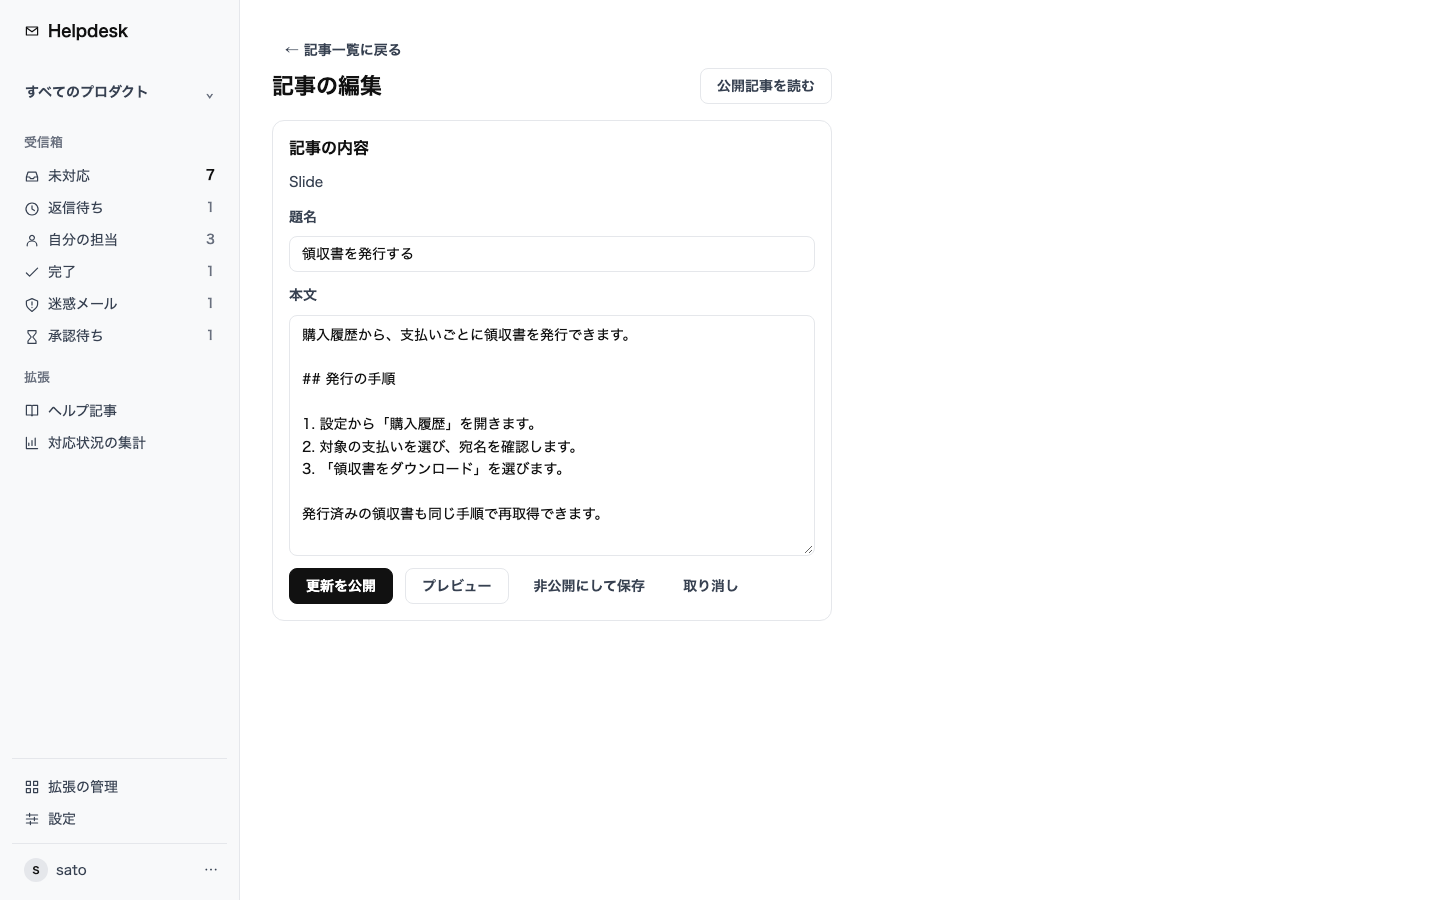 Helpdesk
すべてのプロダクト
受信箱
未対応 7
返信待ち 1
自分の担当 3
完了 1
迷惑メール 1
承認待ち 1
拡張
ヘルプ記事
対応状況の集計
拡張の管理
設定
S sato ...
← 記事一覧に戻る
記事の編集
公開記事を読む
記事の内容
Slide
題名
領収書を発行する
本文
購入履歴から、支払いごとに領収書を発行できます。
## 発行の手順
1. 設定から「購入履歴」を開きます。
2. 対象の支払いを選び、宛名を確認します。
3. 「領収書をダウンロード」を選びます。
発行済みの領収書も同じ手順で再取得できます。
更新を公開 プレビュー 非公開にして保存 取り消し